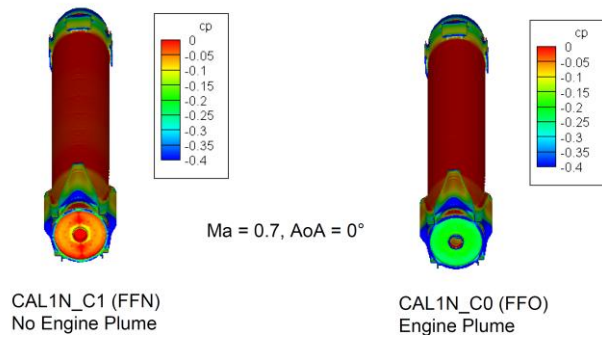 cp
0
-0.05
-0.1
-0.15
-0.2
-0.25
-0.3
-0.35
-0.4
cp
0
-0.05
-0.1
-0.15
-0.2
-0.25
-0.3
-0.35
-0.4
Ma = 0.7, AoA = 0°
CAL1N_C1 (FFN)
No Engine Plume
CAL1N_C0 (FFO)
Engine Plume